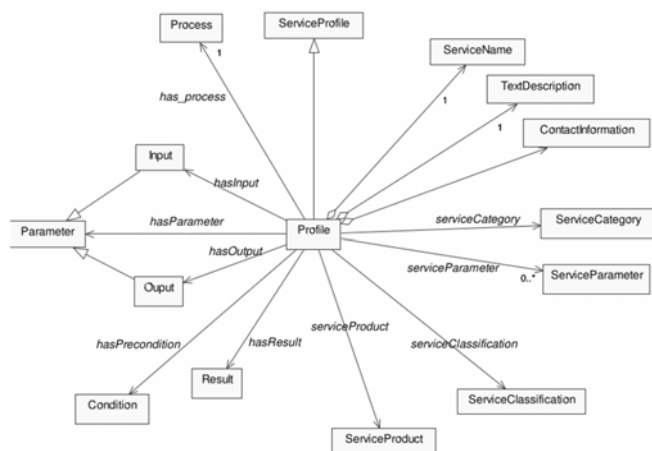 Process
ServiceProfile
ServiceName
1
1
TextDescription
has_process
1
ContactInformation
Input
hasInput
Parameter
hasParameter
Profile
serviceCategory
ServiceCategory
hasOutput
serviceParameter
0..*
ServiceParameter
Ouput
serviceProduct
hasPrecondition
hasResult
serviceClassification
Result
Condition
ServiceClassification
ServiceProduct